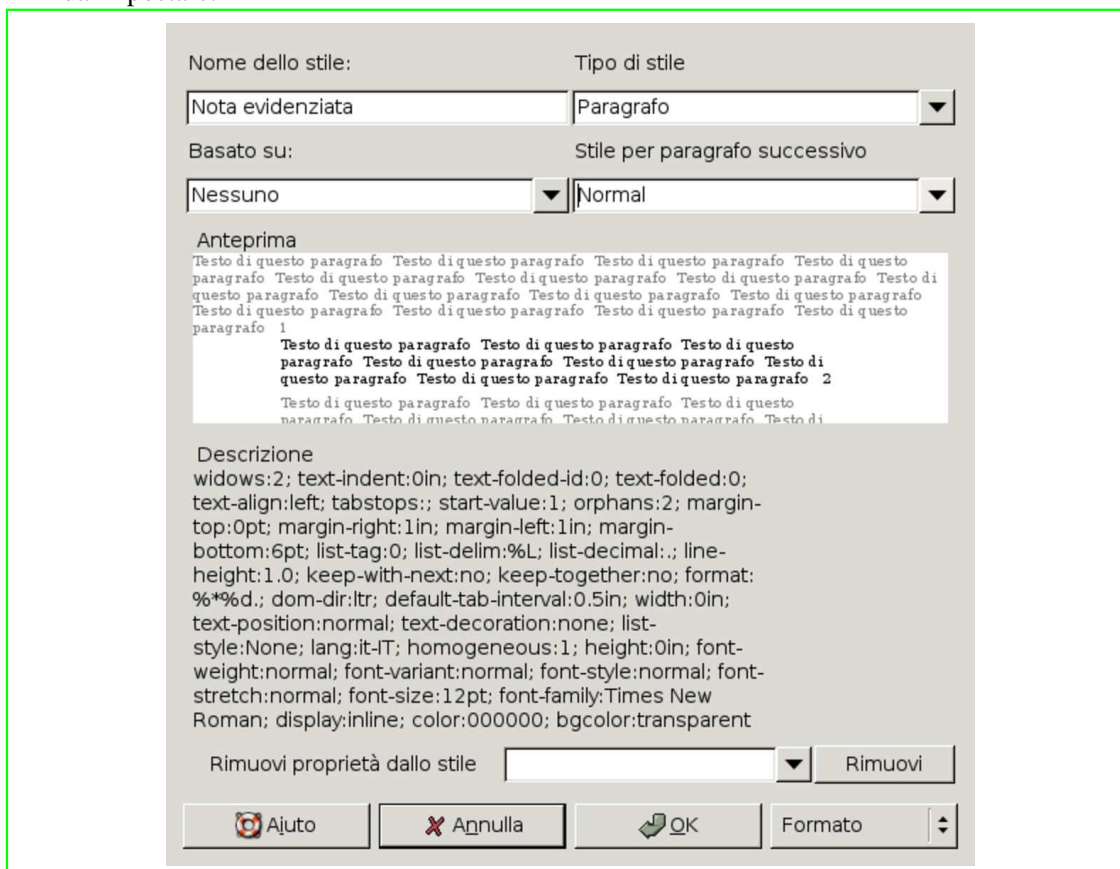 Nome dello stile: Tipo di stile
Nota evidenziata Paragrafo
Basato su: Stile per paragrafo successivo
Nessuno Normal
Anteprima
Testo di questo paragrafo Testo di questo paragrafo Testo di questo paragrafo Testo di questo
paragrafo Testo di questo paragrafo Testo di questo paragrafo Testo di questo paragrafo Testo di
questo paragrafo Testo di questo paragrafo Testo di questo paragrafo Testo di questo paragrafo
Testo di questo paragrafo Testo di questo paragrafo Testo di questo paragrafo Testo di questo
paragrafo 1
Testo di questo paragrafo Testo di questo paragrafo Testo di questo
paragrafo Testo di questo paragrafo Testo di questo paragrafo Testo di
questo paragrafo Testo di questo paragrafo Testo di questo paragrafo 2
Testo di questo paragrafo Testo di questo paragrafo Testo di questo
paragrafo Testo di questo paragrafo Testo di questo paragrafo Testo di
Descrizione
widows:2; text-indent:0in; text-folded-id:0; text-folded:0;
text-align:left; tabstops:; start-value:1; orphans:2; margin-
top:0pt; margin-right:1in; margin-left:1in; margin-
bottom:6pt; list-tag:0; list-delim:%L; list-decimal:.; line-
height:1.0; keep-with-next:no; keep-together:no; format:
%*%d.; dom-dir:ltr; default-tab-interval:0.5in; width:0in;
text-position:normal; text-decoration:none; list-
style:None; lang:it-IT; homogeneous:1; height:0in; font-
weight:normal; font-variant:normal; font-style:normal; font-
stretch:normal; font-size:12pt; font-family:Times New
Roman; display:inline; color:000000; bgcolor:transparent
Rimuovi proprietà dallo stile Rimuovi
Aiuto Annulla OK Formato